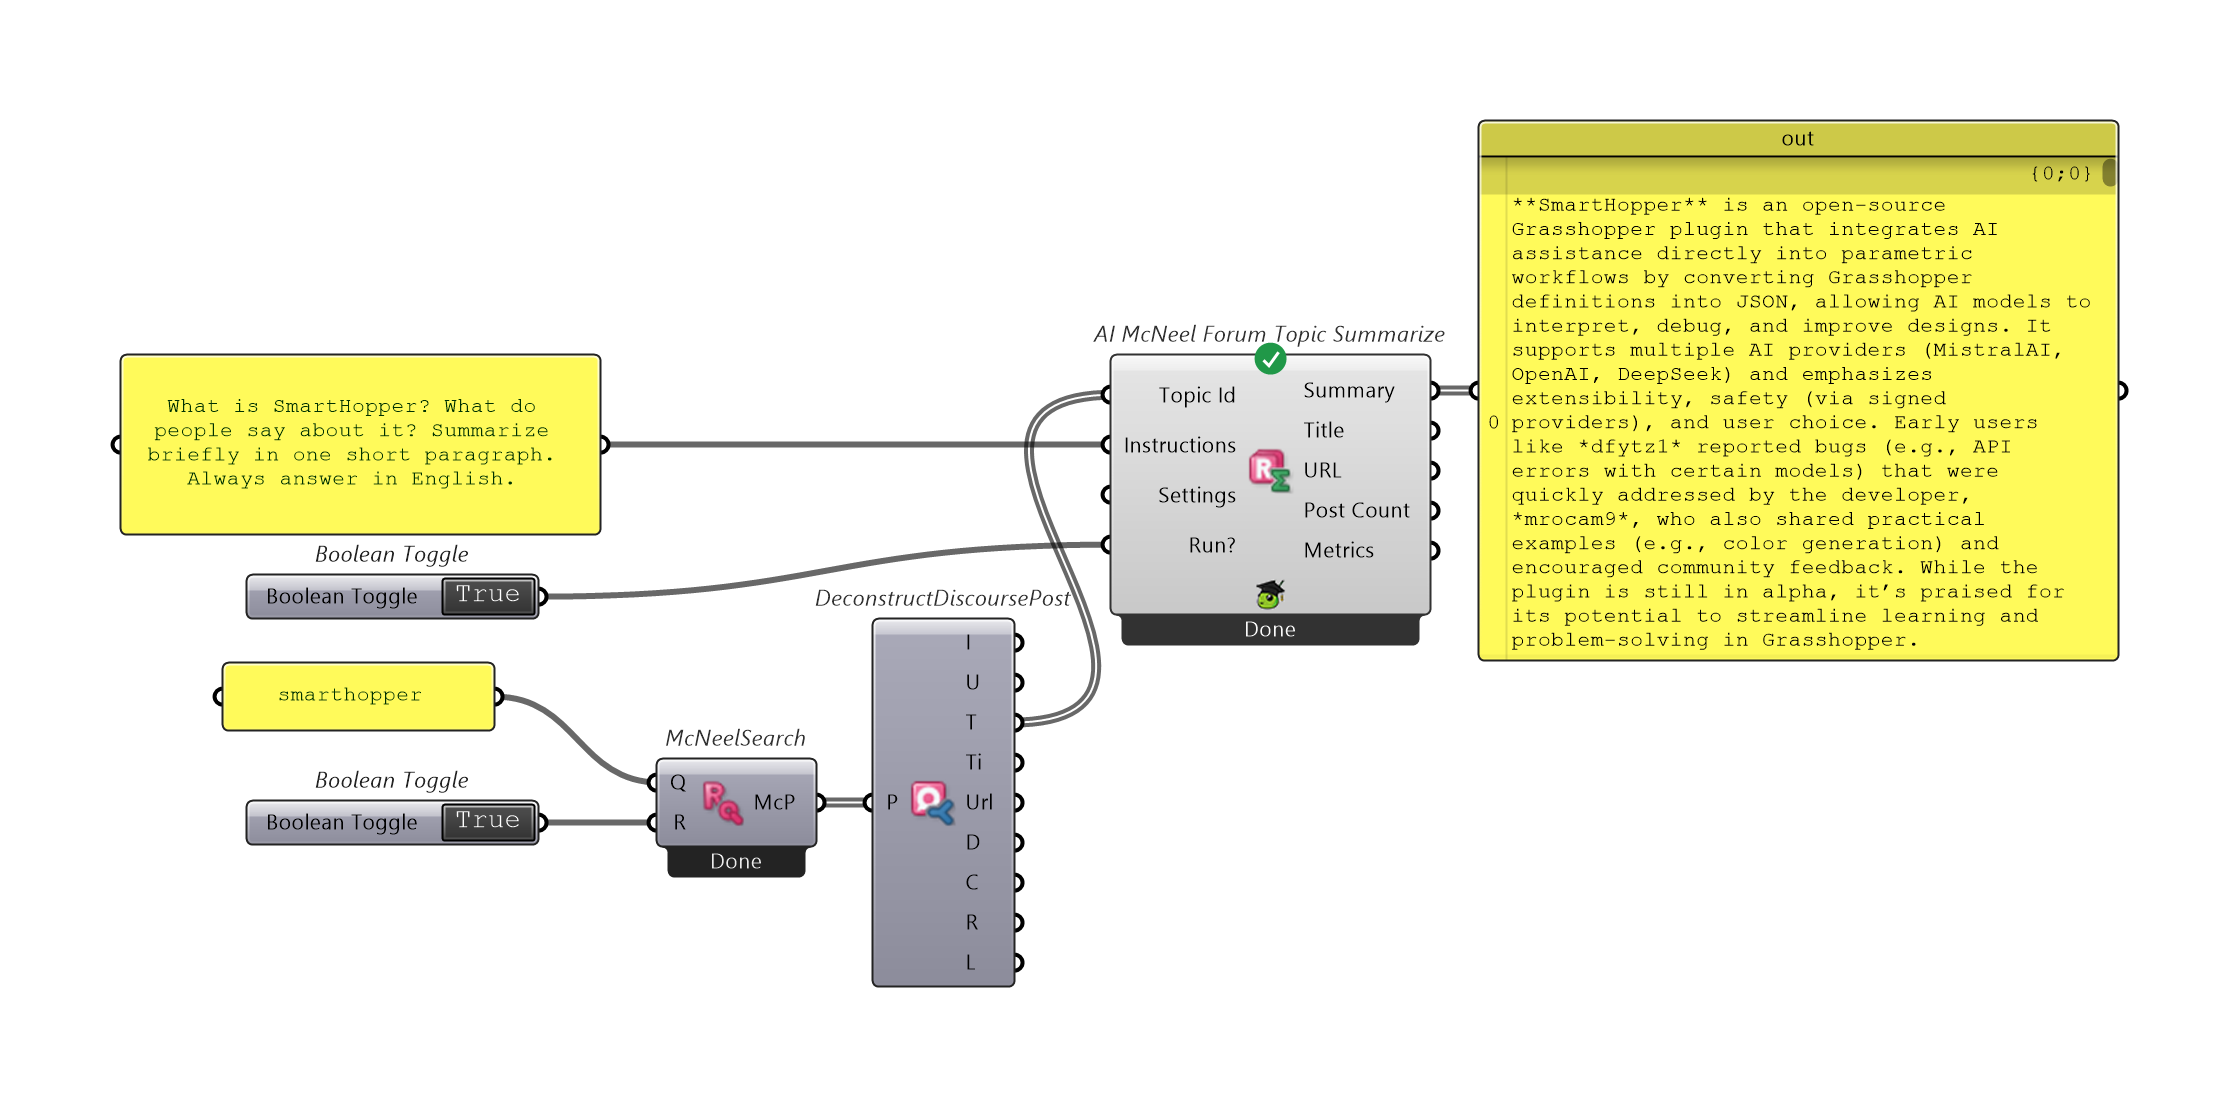 out
{0;0}
**SmartHopper** is an open-source
Grasshopper plugin that integrates AI
assistance directly into parametric
workflows by converting Grasshopper
definitions into JSON, allowing AI models to
interpret, debug, and improve designs. It
supports multiple AI providers (MistralAI,
OpenAI, DeepSeek) and emphasizes
extensibility, safety (via signed
0 providers), and user choice. Early users
like *dfytz1* reported bugs (e.g., API
errors with certain models) that were
quickly addressed by the developer,
*mrocam9*, who also shared practical
examples (e.g., color generation) and
encouraged community feedback. While the
plugin is still in alpha, it’s praised for
its potential to streamline learning and
problem-solving in Grasshopper.
AI McNeel Forum Topic Summarize
Topic Id
Instructions
Settings
Run?
Summary
Title
URL
Post Count
Metrics
Done
What is SmartHopper? What do
people say about it? Summarize
briefly in one short paragraph.
Always answer in English.
Boolean Toggle
Boolean Toggle True
DeconstructDiscoursePost
P
I
U
T
Ti
Url
D
C
R
L
smarthopper
McNeelSearch
Q
R
McP
Done
Boolean Toggle
Boolean Toggle True